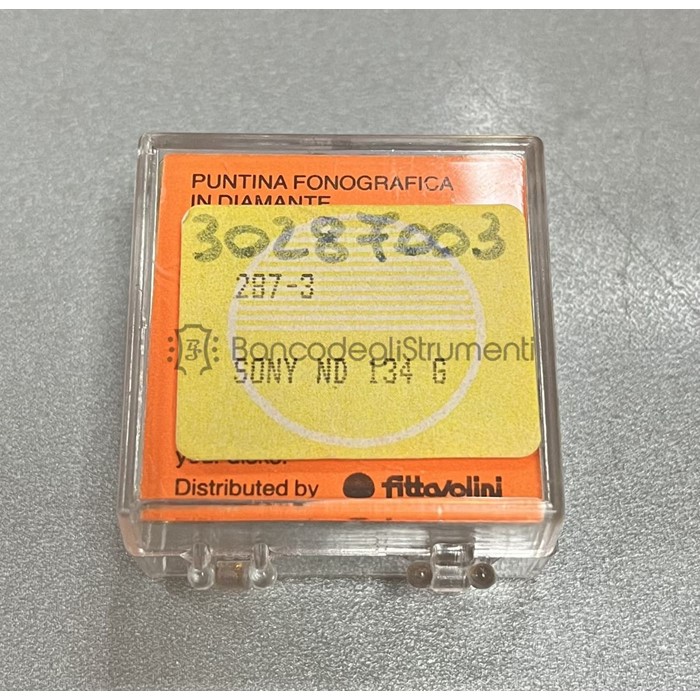 PUNTINA FONOGRAFICA
IN DIAMANTE
30287003
287-3
BancodegliStrumenti
SONY ND 134 G
Distributed by fittavolini